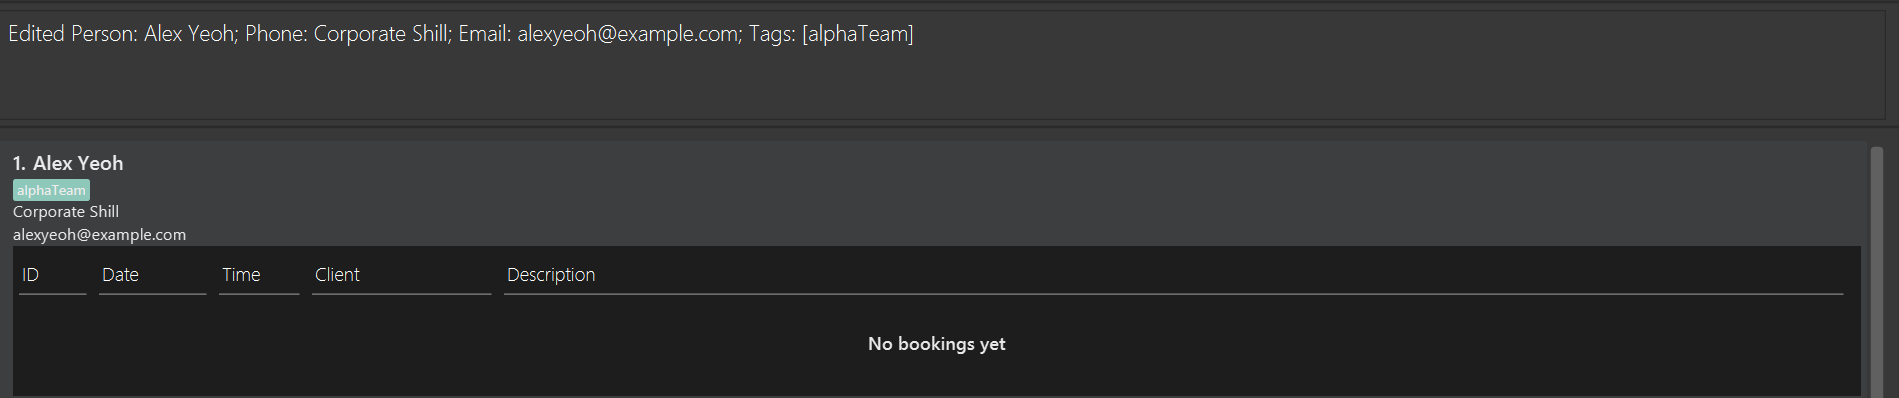 Edited Person: Alex Yeoh; Phone: Corporate Shill; Email: alexyeoh@example.com; Tags: [alphaTeam]
1. Alex Yeoh
alphaTeam
Corporate Shill
alexyeoh@example.com
ID Date Time Client Description
No bookings yet